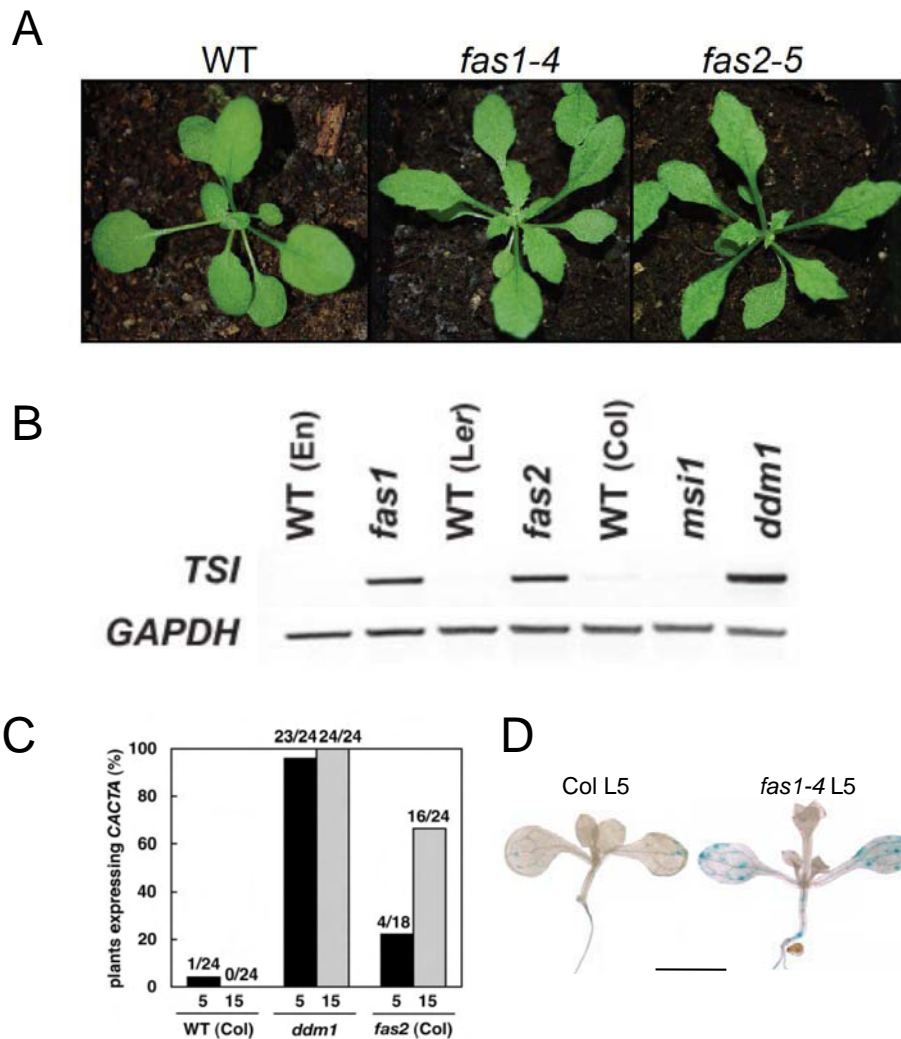 A
WT fas1-4 fas2-5
B
WT (En) fas1 WT (Ler) fas2 WT (Col) msi1 ddm1
TSI
GAPDH
C
plants expressing CACTA (%)
100
80
60
40
20
0
1/24 0/24 23/24 24/24 4/18 16/24
5 15 5 15 5 15
WT (Col) ddm1 fas2 (Col)
D
Col L5 fas1-4 L5